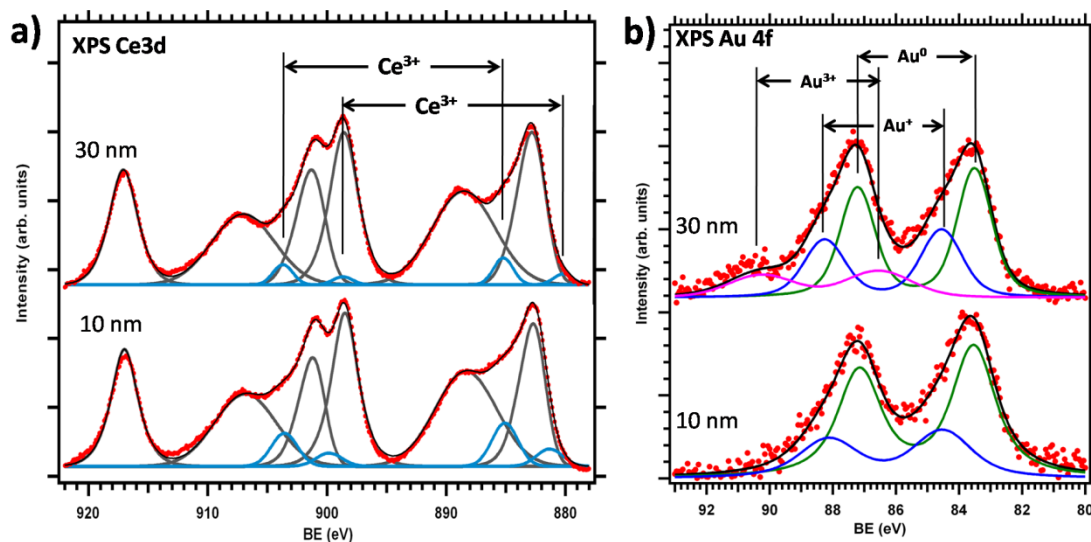 a)
XPS Ce3d
Ce³⁺
Ce³⁺
30 nm
10 nm
Intensity (arb. units)
920 910 900 890 880
BE (eV)
b)
XPS Au 4f
Au⁰
Au³⁺
Au⁺
30 nm
10 nm
Intensity (arb. units)
92 90 88 86 84 82 80
BE (eV)